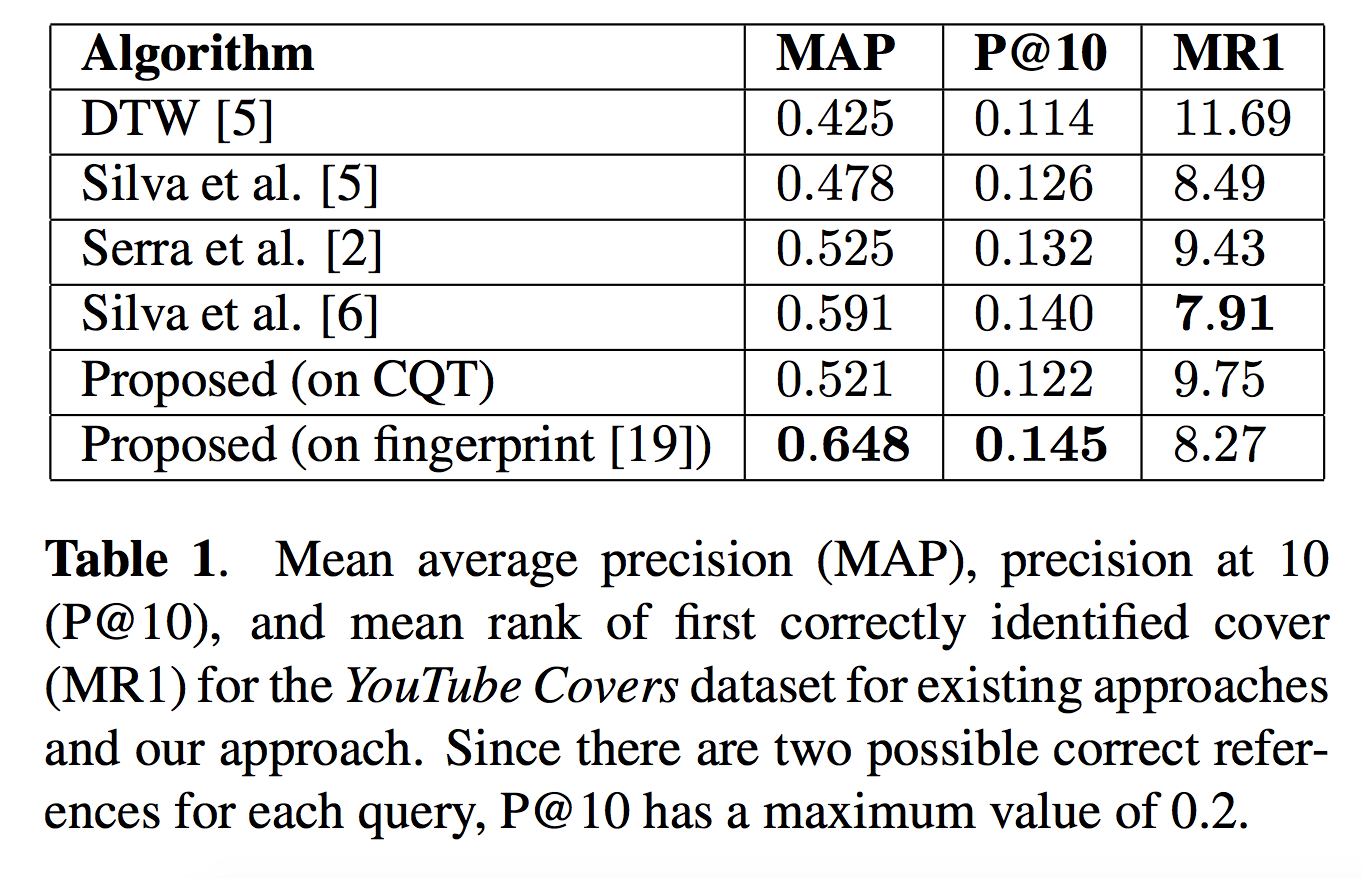 Algorithm MAP P@10 MR1
DTW [5] 0.425 0.114 11.69
Silva et al. [5] 0.478 0.126 8.49
Serra et al. [2] 0.525 0.132 9.43
Silva et al. [6] 0.591 0.140 7.91
Proposed (on CQT) 0.521 0.122 9.75
Proposed (on fingerprint [19]) 0.648 0.145 8.27
Table 1. Mean average precision (MAP), precision at 10
(P@10), and mean rank of first correctly identified cover
(MR1) for the YouTube Covers dataset for existing approaches
and our approach. Since there are two possible correct refer-
ences for each query, P@10 has a maximum value of 0.2.